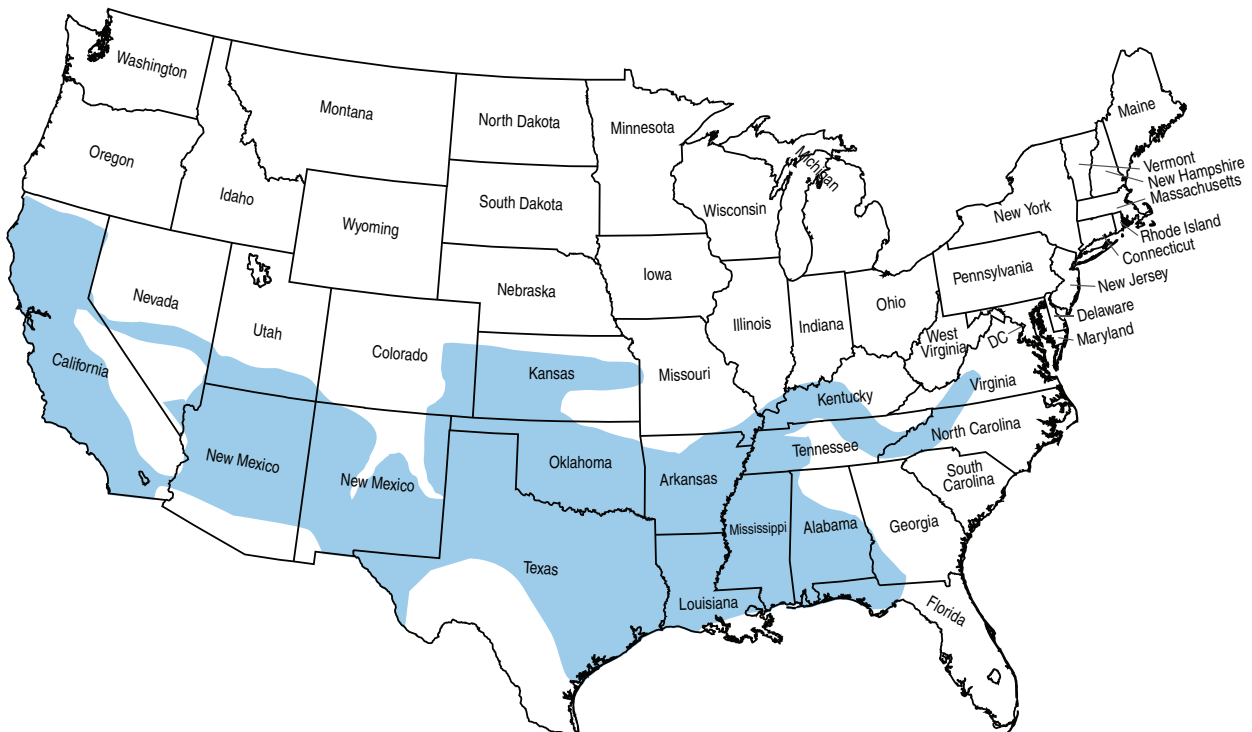 Washington
Montana
North Dakota
Minnesota
Maine
Oregon
Idaho
Wyoming
South Dakota
Wisconsin
Michigan
New York
Vermont
New Hampshire
Massachusetts
Rhode Island
Connecticut
Nevada
Utah
Colorado
Nebraska
Iowa
Illinois
Indiana
Ohio
Pennsylvania
New Jersey
Delaware
Maryland
DC
West
Virginia
Virginia
California
Kansas
Missouri
Kentucky
New Mexico
New Mexico
Oklahoma
Arkansas
Tennessee
North Carolina
South
Carolina
Texas
Louisiana
Mississippi
Alabama
Georgia
Florida